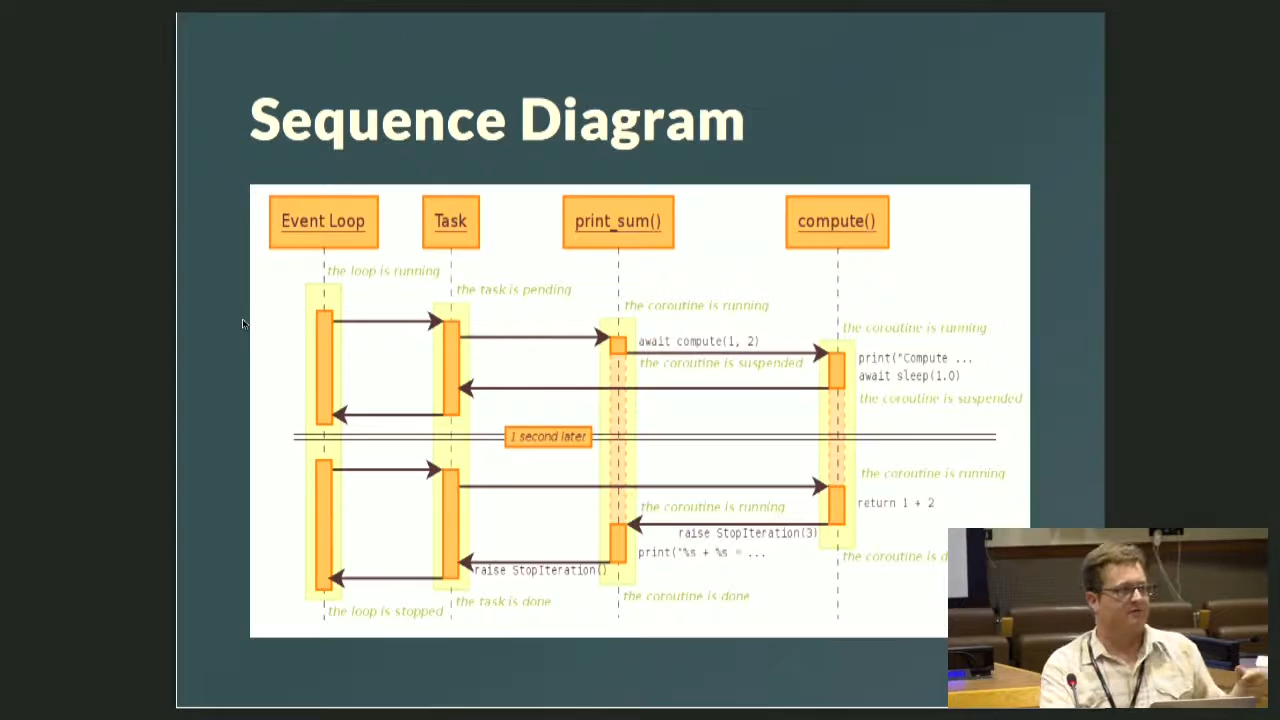 Sequence Diagram
Event Loop
Task
print_sum()
compute()
the loop is running
the task is pending
the coroutine is running
the coroutine is running
await compute(1, 2)
print("Compute ...
the coroutine is suspended
await sleep(1.0)
the coroutine is suspended
1 second later
the coroutine is running
return 1 + 2
the coroutine is running
raise StopIteration(3)
print("%s + %s = ...
the coroutine is d
raise StopIteration()
the coroutine is done
the task is done
the loop is stopped